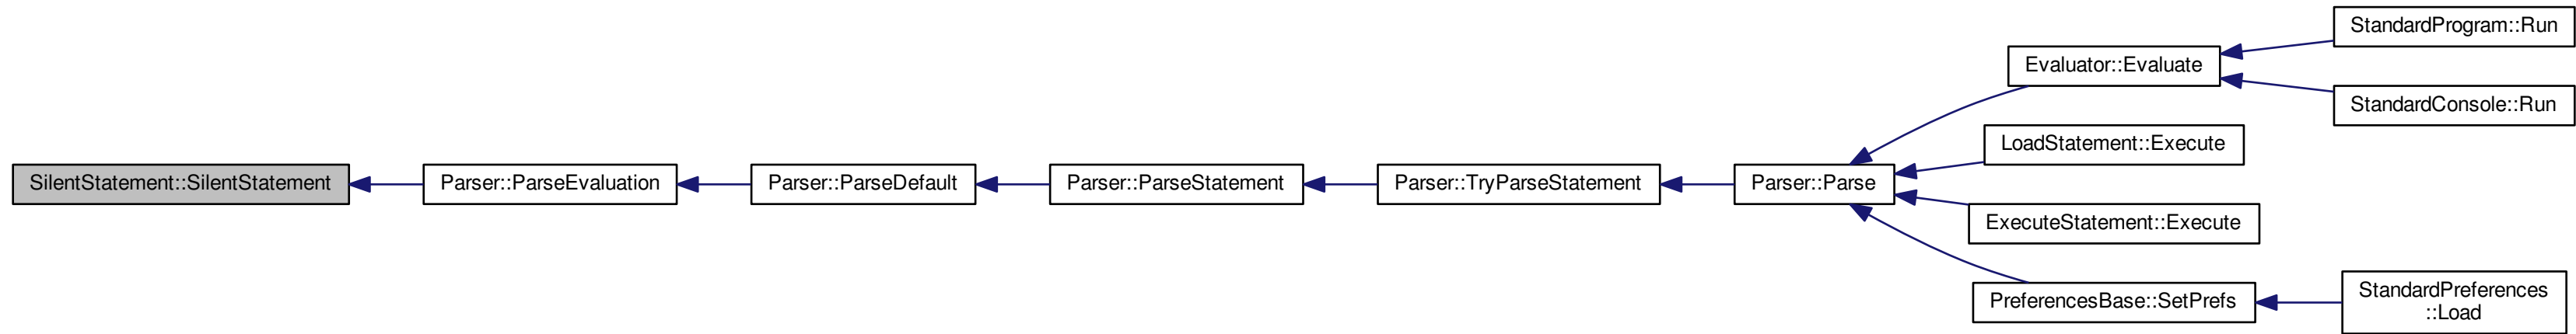 SilentStatement::SilentStatement
Parser::ParseEvaluation
Parser::ParseDefault
Parser::ParseStatement
Parser::TryParseStatement
Parser::Parse
Evaluator::Evaluate
StandardProgram::Run
StandardConsole::Run
LoadStatement::Execute
ExecuteStatement::Execute
PreferencesBase::SetPrefs
StandardPreferences
::Load